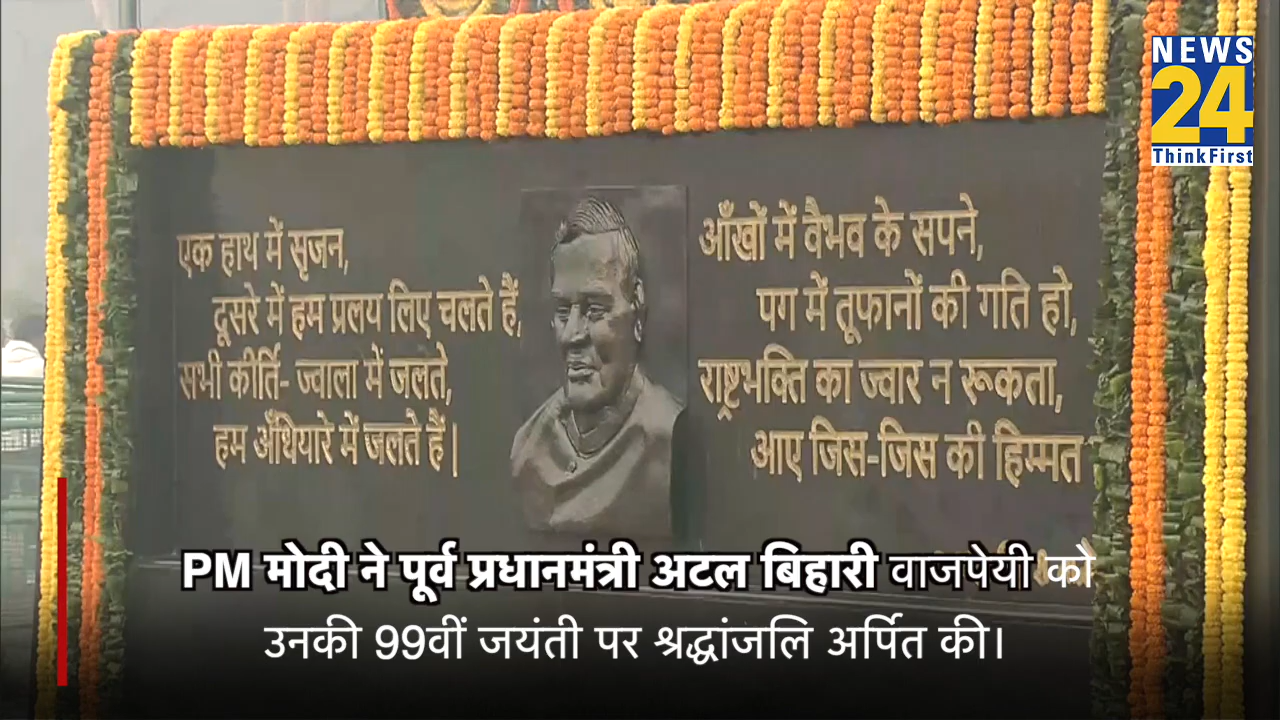 NEWS
24
ThinkFirst
एक हाथ में सृजन,
दूसरे में हम प्रलय लिए चलते हैं,
सभी कीर्ति- ज्वाला में जलते,
हम अँधियारे में जलते हैं|
आँखों में वैभव के सपने,
पग में तूफानों की गति हो,
राष्ट्रभक्ति का ज्वार न रूकता,
आए जिस-जिस की हिम्मत
PM मोदी ने पूर्व प्रधानमंत्री अटल बिहारी वाजपेयी को
उनकी 99वीं जयंती पर श्रद्धांजलि अर्पित की।